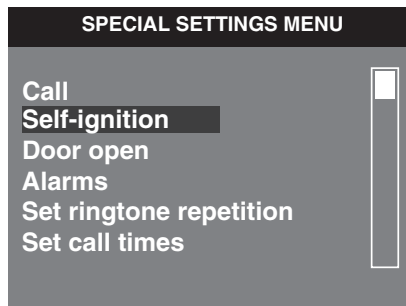 SPECIAL SETTINGS MENU
Call
Self-ignition
Door open
Alarms
Set ringtone repetition
Set call times